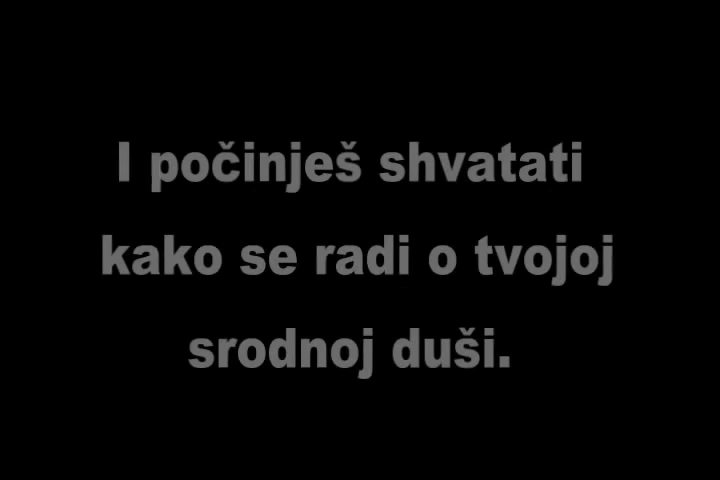 I počinješ shvatati
kako se radi o tvojoj
srodnoj duši.